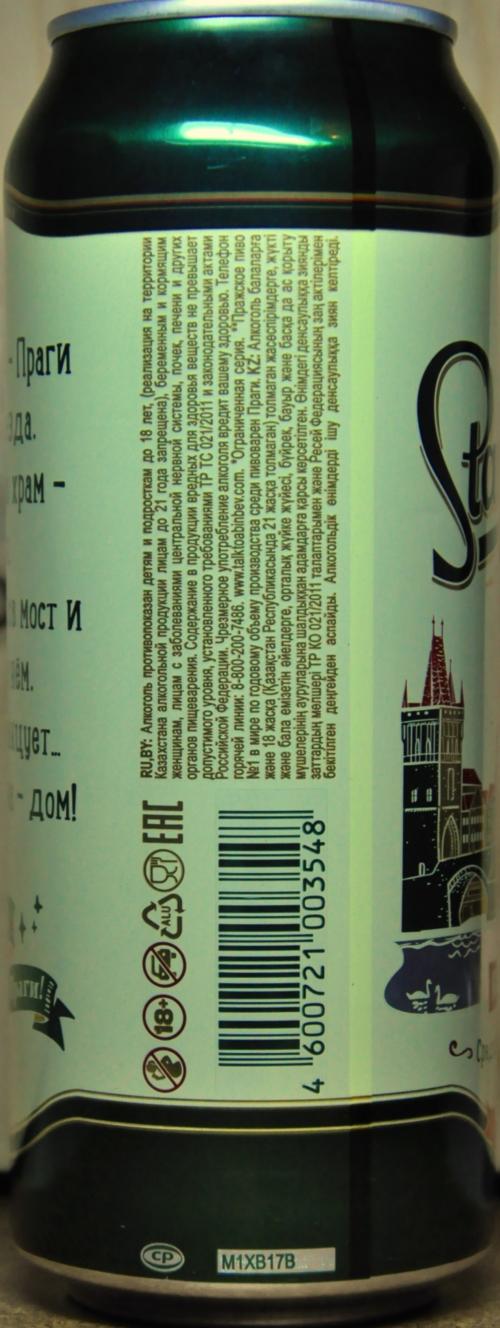 - Праги
храм -
мост и
- дом!
RU,BY: Алкоголь противопоказан детям и подросткам до 18 лет, (реализация на территории
Казахстана алкогольной продукции лицам до 21 года запрещена), беременным и кормящим
женщинам, лицам с заболеваниями центральной нервной системы, почек, печени и других
органов пищеварения. Содержание в продукции вредных для здоровья веществ не превышает
допустимого уровня, установленного требованиями ТР ТС 021/2011 и законодательными актами
Российской Федерации. Чрезмерное употребление алкоголя вредит вашему здоровью. Телефон
горячей линии: 8-800-200-7486. www.talktoabinbev.com. *Ограниченная серия. **Пражское пиво
№1 в мире по годовому объему производства среди пивоварен Праги. KZ: Алкоголь балаларға
және 18 жасқа (Қазақстан Республикасында 21 жасқа толмаған) толмаған жасөспірімдерге, жүкті
және бала емізетін әйелдерге, орталық жүйке жүйесі, бүйрек, бауыр және басқа да ас қорыту
мүшелерінің ауруларына шалдыққан адамдарға қарсы көрсетілген. Өнімдегі денсаулыққа зиянды
заттардың мөлшері ТР КО 021/2011 талаптарымен және Ресей Федерациясының заң актілерімен
бекітілген деңгейден аспайды. Алкогольдік өнімдерді ішу денсаулыққа зиян келтіреді.
EAC
ALU
18+
4 600721 003548
CP
M1XB17B